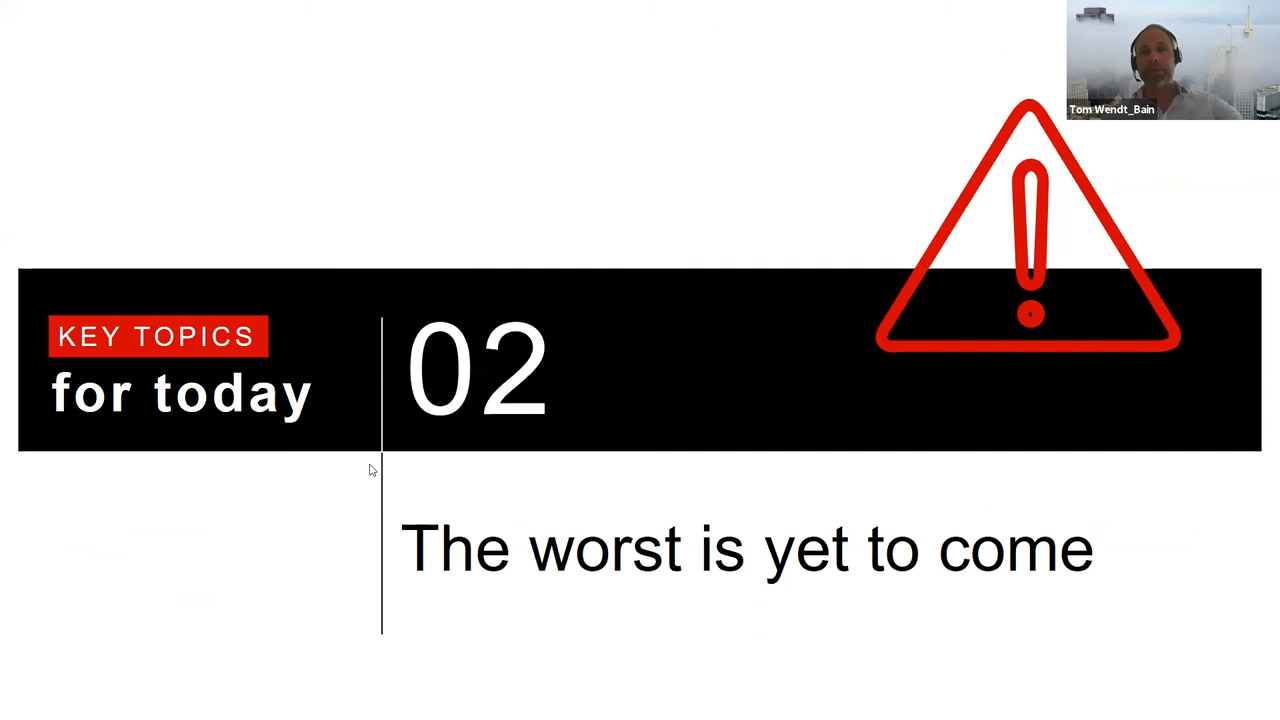 Tom Wendt_Bain
KEY TOPICS
for today
02
The worst is yet to come